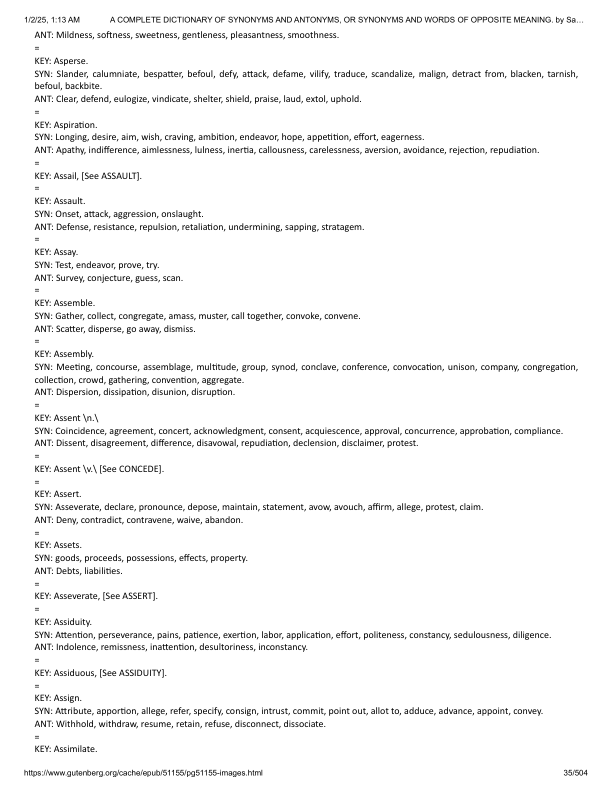 1/2/25, 1:13 AM A COMPLETE DICTIONARY OF SYNONYMS AND ANTONYMS, OR SYNONYMS AND WORDS OF OPPOSITE MEANING. by Sa…
ANT: Mildness, softness, sweetness, gentleness, pleasantness, smoothness.
=
KEY: Asperse.
SYN: Slander, calumniate, bespatter, befoul, defy, attack, defame, vilify, traduce, scandalize, malign, detract from, blacken, tarnish,
befoul, backbite.
ANT: Clear, defend, eulogize, vindicate, shelter, shield, praise, laud, extol, uphold.
=
KEY: Aspiration.
SYN: Longing, desire, aim, wish, craving, ambition, endeavor, hope, appetition, effort, eagerness.
ANT: Apathy, indifference, aimlessness, lulness, inertia, callousness, carelessness, aversion, avoidance, rejection, repudiation.
=
KEY: Assail, [See ASSAULT].
=
KEY: Assault.
SYN: Onset, attack, aggression, onslaught.
ANT: Defense, resistance, repulsion, retaliation, undermining, sapping, stratagem.
=
KEY: Assay.
SYN: Test, endeavor, prove, try.
ANT: Survey, conjecture, guess, scan.
=
KEY: Assemble.
SYN: Gather, collect, congregate, amass, muster, call together, convoke, convene.
ANT: Scatter, disperse, go away, dismiss.
=
KEY: Assembly.
SYN: Meeting, concourse, assemblage, multitude, group, synod, conclave, conference, convocation, unison, company, congregation,
collection, crowd, gathering, convention, aggregate.
ANT: Dispersion, dissipation, disunion, disruption.
=
KEY: Assent \n.\
SYN: Coincidence, agreement, concert, acknowledgment, consent, acquiescence, approval, concurrence, approbation, compliance.
ANT: Dissent, disagreement, difference, disavowal, repudiation, declension, disclaimer, protest.
=
KEY: Assent \v.\ [See CONCEDE].
=
KEY: Assert.
SYN: Asseverate, declare, pronounce, depose, maintain, statement, avow, avouch, affirm, allege, protest, claim.
ANT: Deny, contradict, contravene, waive, abandon.
=
KEY: Assets.
SYN: goods, proceeds, possessions, effects, property.
ANT: Debts, liabilities.
=
KEY: Asseverate, [See ASSERT].
=
KEY: Assiduity.
SYN: Attention, perseverance, pains, patience, exertion, labor, application, effort, politeness, constancy, sedulousness, diligence.
ANT: Indolence, remissness, inattention, desultoriness, inconstancy.
=
KEY: Assiduous, [See ASSIDUITY].
=
KEY: Assign.
SYN: Attribute, apportion, allege, refer, specify, consign, intrust, commit, point out, allot to, adduce, advance, appoint, convey.
ANT: Withhold, withdraw, resume, retain, refuse, disconnect, dissociate.
=
KEY: Assimilate.
https://www.gutenberg.org/cache/epub/51155/pg51155-images.html 35/504